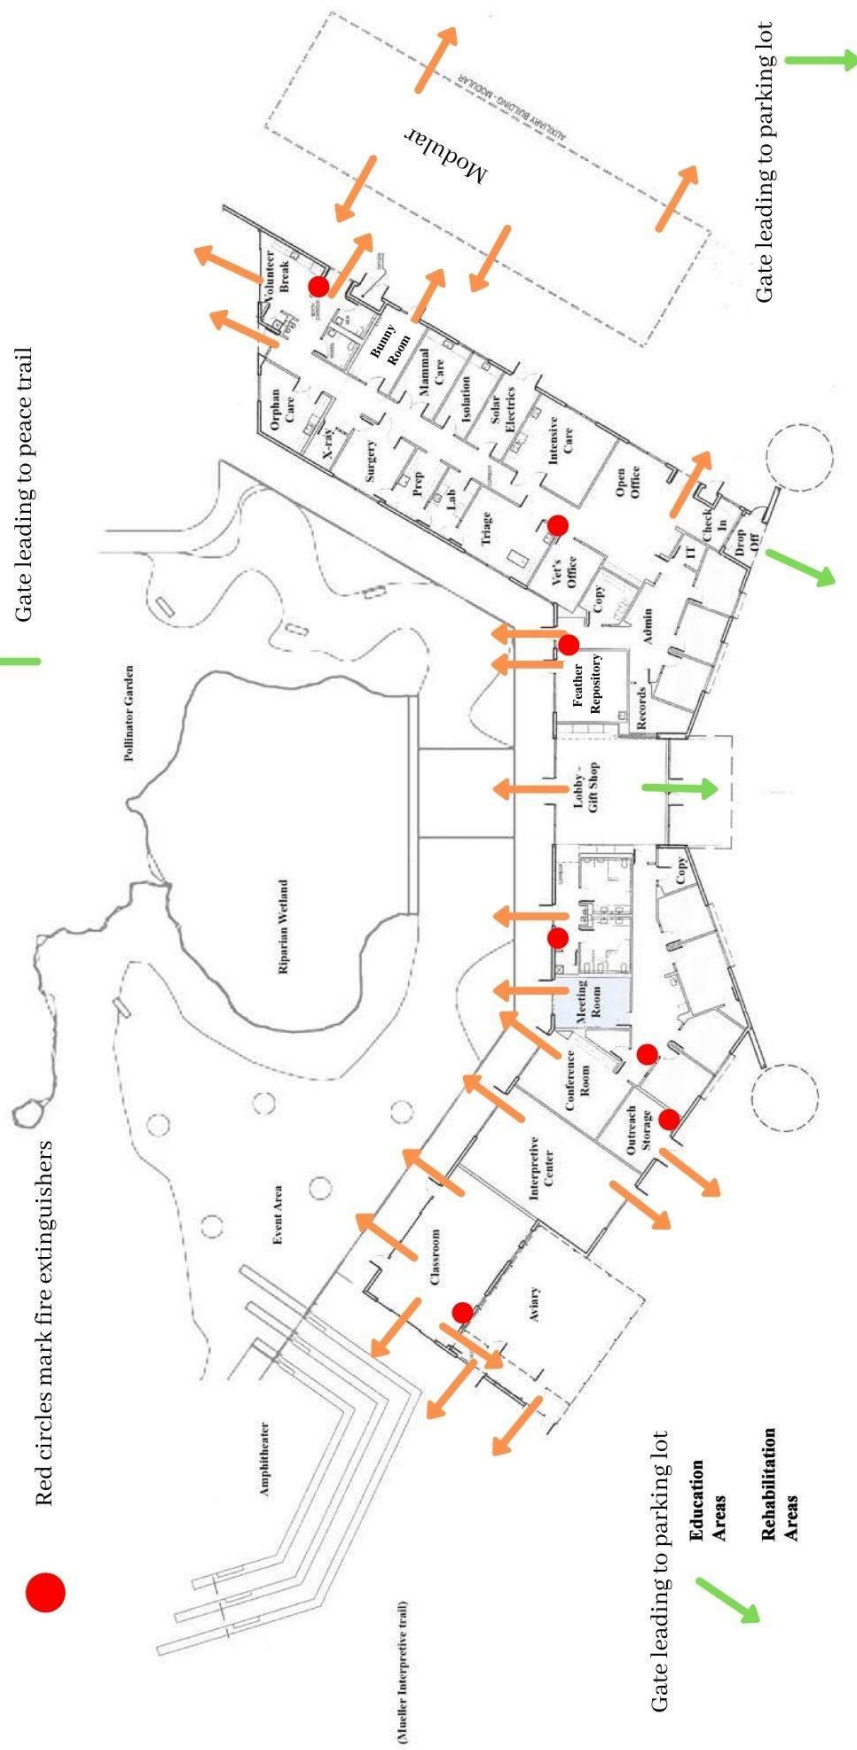 Red circles mark fire extinguishers
Gate leading to peace trail
Pollinator Garden
Riparian Wetland
Event Area
Amphitheater
(Mueller Interpretive trail)
Volunteer
Break
Orphan
Care
X-ray
Surgery
Prep
Lab
Triage
Bunny
Room
Mammal
Care
Isolation
Solar
Electrics
Intensive
Care
Open
Office
Vet's
Office
Copy
Check
In
Drop
Off
IT
Admin
Records
Feather
Repository
Lobby -
Gift Shop
Copy
Meeting
Room
Conference
Room
Outreach
Storage
Interpretive
Center
Classroom
Aviary
Modular
AUXILIARY BUILDING - MODULAR
Gate leading to parking lot
Gate leading to parking lot
Education
Areas
Rehabilitation
Areas